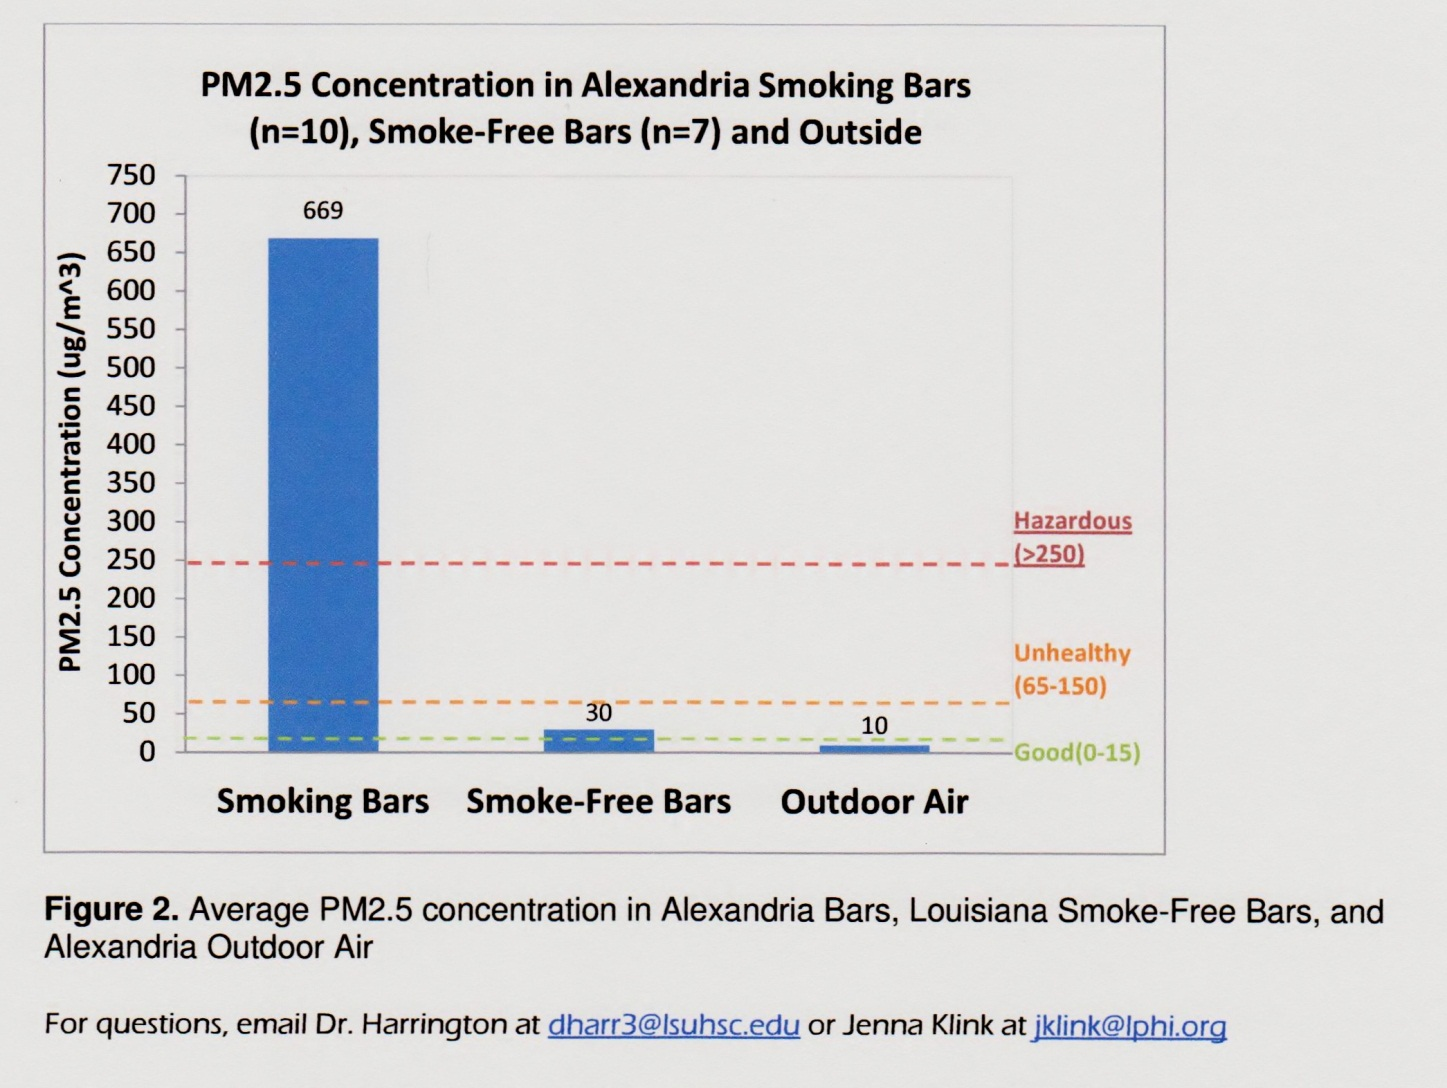 PM2.5 Concentration in Alexandria Smoking Bars
(n=10), Smoke-Free Bars (n=7) and Outside
PM2.5 Concentration (ug/m^3)
750
700
650
600
550
500
450
400
350
300
250
200
150
100
50
0
669
30
10
Hazardous
(>250)
Unhealthy
(65-150)
Good(0-15)
Smoking Bars Smoke-Free Bars Outdoor Air
Figure 2. Average PM2.5 concentration in Alexandria Bars, Louisiana Smoke-Free Bars, and
Alexandria Outdoor Air
For questions, email Dr. Harrington at dharr3@lsuhsc.edu or Jenna Klink at jklink@lphi.org